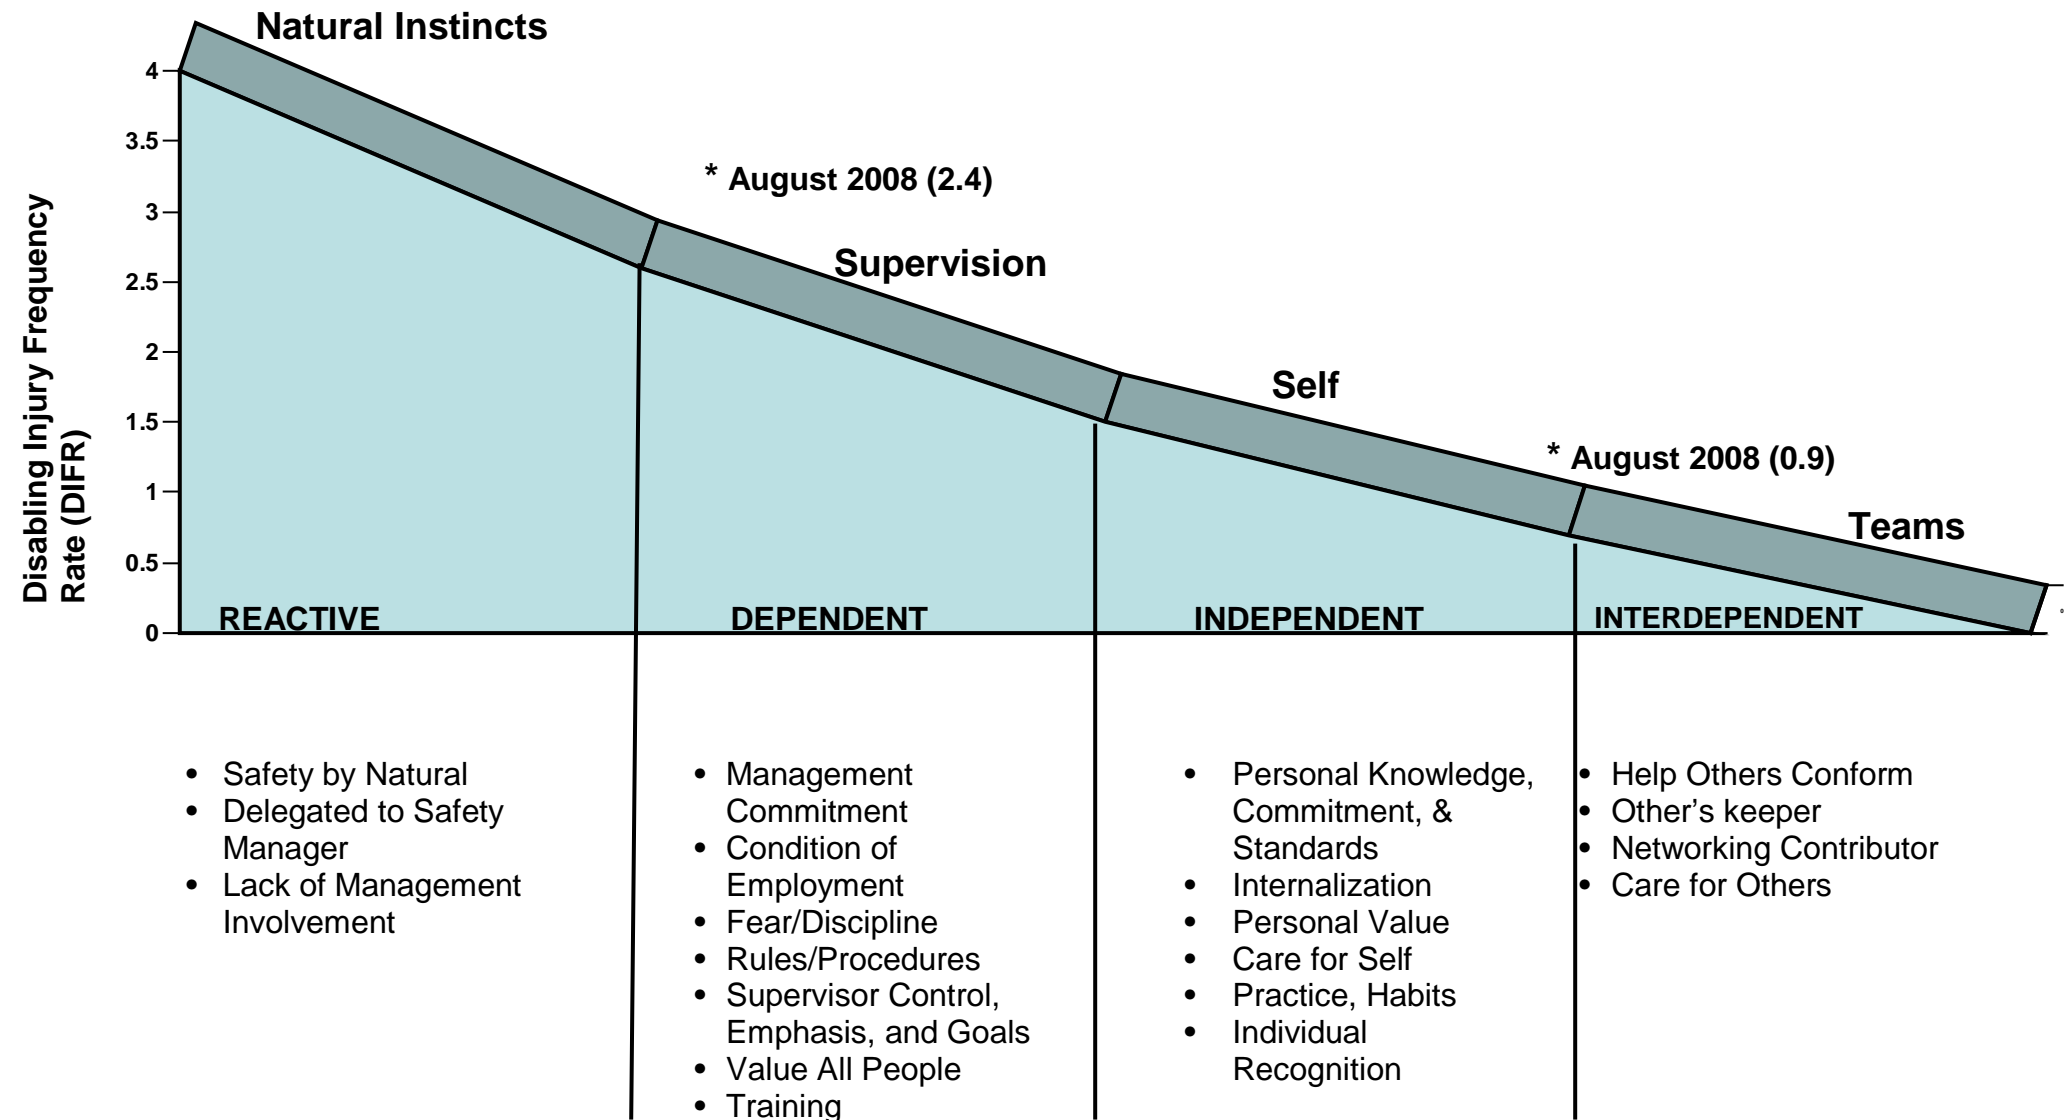 Natural Instincts
4
3.5
* August 2008 (2.4)
3
Supervision
2.5
2
Self
1.5
* August 2008 (0.9)
1
Teams
0.5
0
Disabling Injury Frequency
Rate (DIFR)
REACTIVE
DEPENDENT
INDEPENDENT
INTERDEPENDENT
• Safety by Natural
• Delegated to Safety
Manager
• Lack of Management
Involvement
• Management
Commitment
• Condition of
Employment
• Fear/Discipline
• Rules/Procedures
• Supervisor Control,
Emphasis, and Goals
• Value All People
• Training
• Personal Knowledge,
Commitment, &
Standards
• Internalization
• Personal Value
• Care for Self
• Practice, Habits
• Individual
Recognition
• Help Others Conform
• Other's keeper
• Networking Contributor
• Care for Others